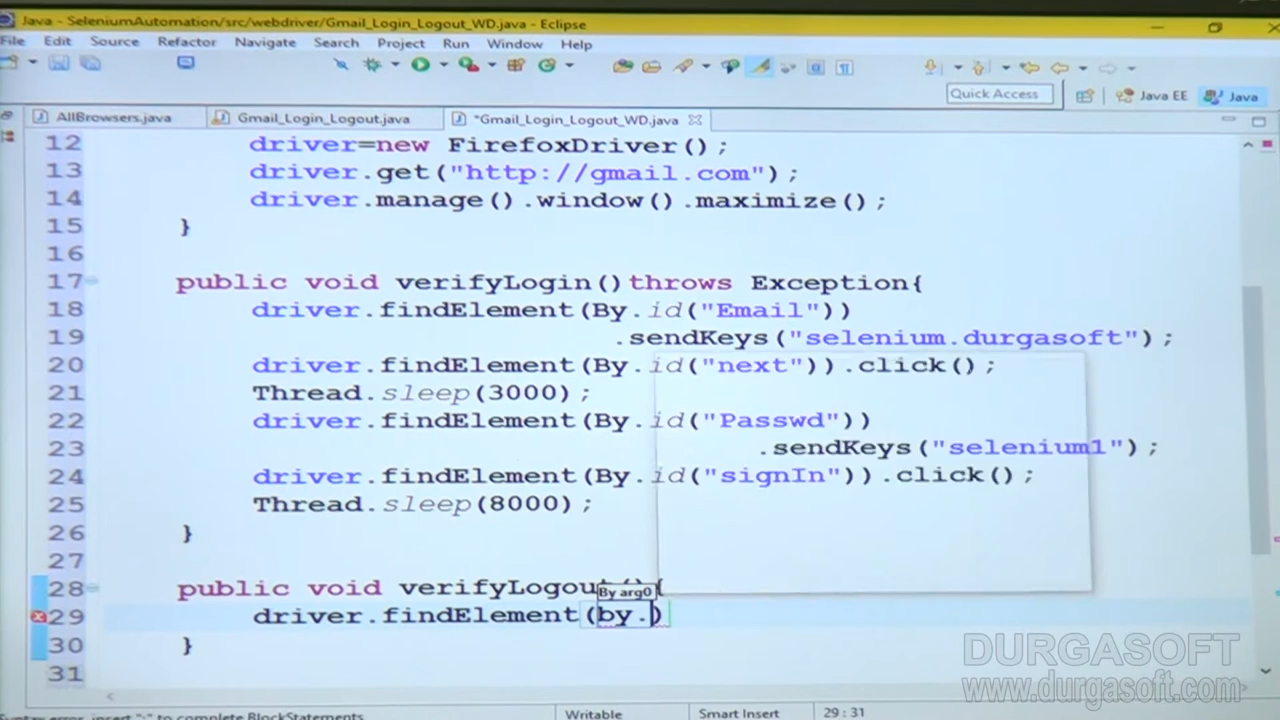 Java - SeleniumAutomation/src/webdriver/Gmail_Login_Logout_WD.java - Eclipse
File Edit Source Refactor Navigate Search Project Run Window Help
Quick Access Java EE Java
AllBrowsers.java Gmail_Login_Logout.java *Gmail_Login_Logout_WD.java
12 driver=new FirefoxDriver();
13 driver.get("http://gmail.com");
14 driver.manage().window().maximize();
15 }
16
17 public void verifyLogin()throws Exception{
18 driver.findElement(By.id("Email"))
19 .sendKeys("selenium.durgasoft");
20 driver.findElement(By.id("next")).click();
21 Thread.sleep(3000);
22 driver.findElement(By.id("Passwd"))
23 .sendKeys("selenium1");
24 driver.findElement(By.id("signIn")).click();
25 Thread.sleep(8000);
26 }
27
28 public void verifyLogout(){
By arg0
29 driver.findElement(by.)
30 }
31
DURGASOFT
www.durgasoft.com
Syntax error, insert ";" to complete BlockStatements Writable Smart Insert 29:31